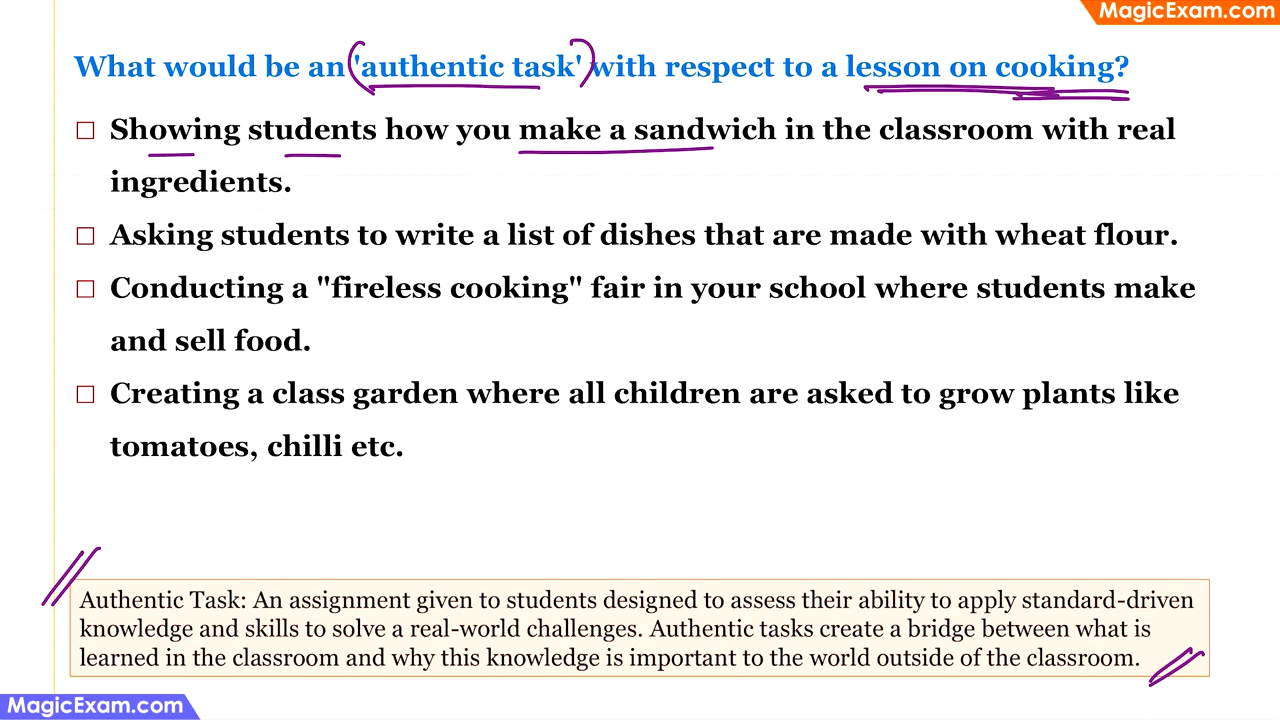 MagicExam.com
What would be an 'authentic task' with respect to a lesson on cooking?
□ Showing students how you make a sandwich in the classroom with real
ingredients.
□ Asking students to write a list of dishes that are made with wheat flour.
□ Conducting a "fireless cooking" fair in your school where students make
and sell food.
□ Creating a class garden where all children are asked to grow plants like
tomatoes, chilli etc.
Authentic Task: An assignment given to students designed to assess their ability to apply standard-driven
knowledge and skills to solve a real-world challenges. Authentic tasks create a bridge between what is
learned in the classroom and why this knowledge is important to the world outside of the classroom.
MagicExam.com